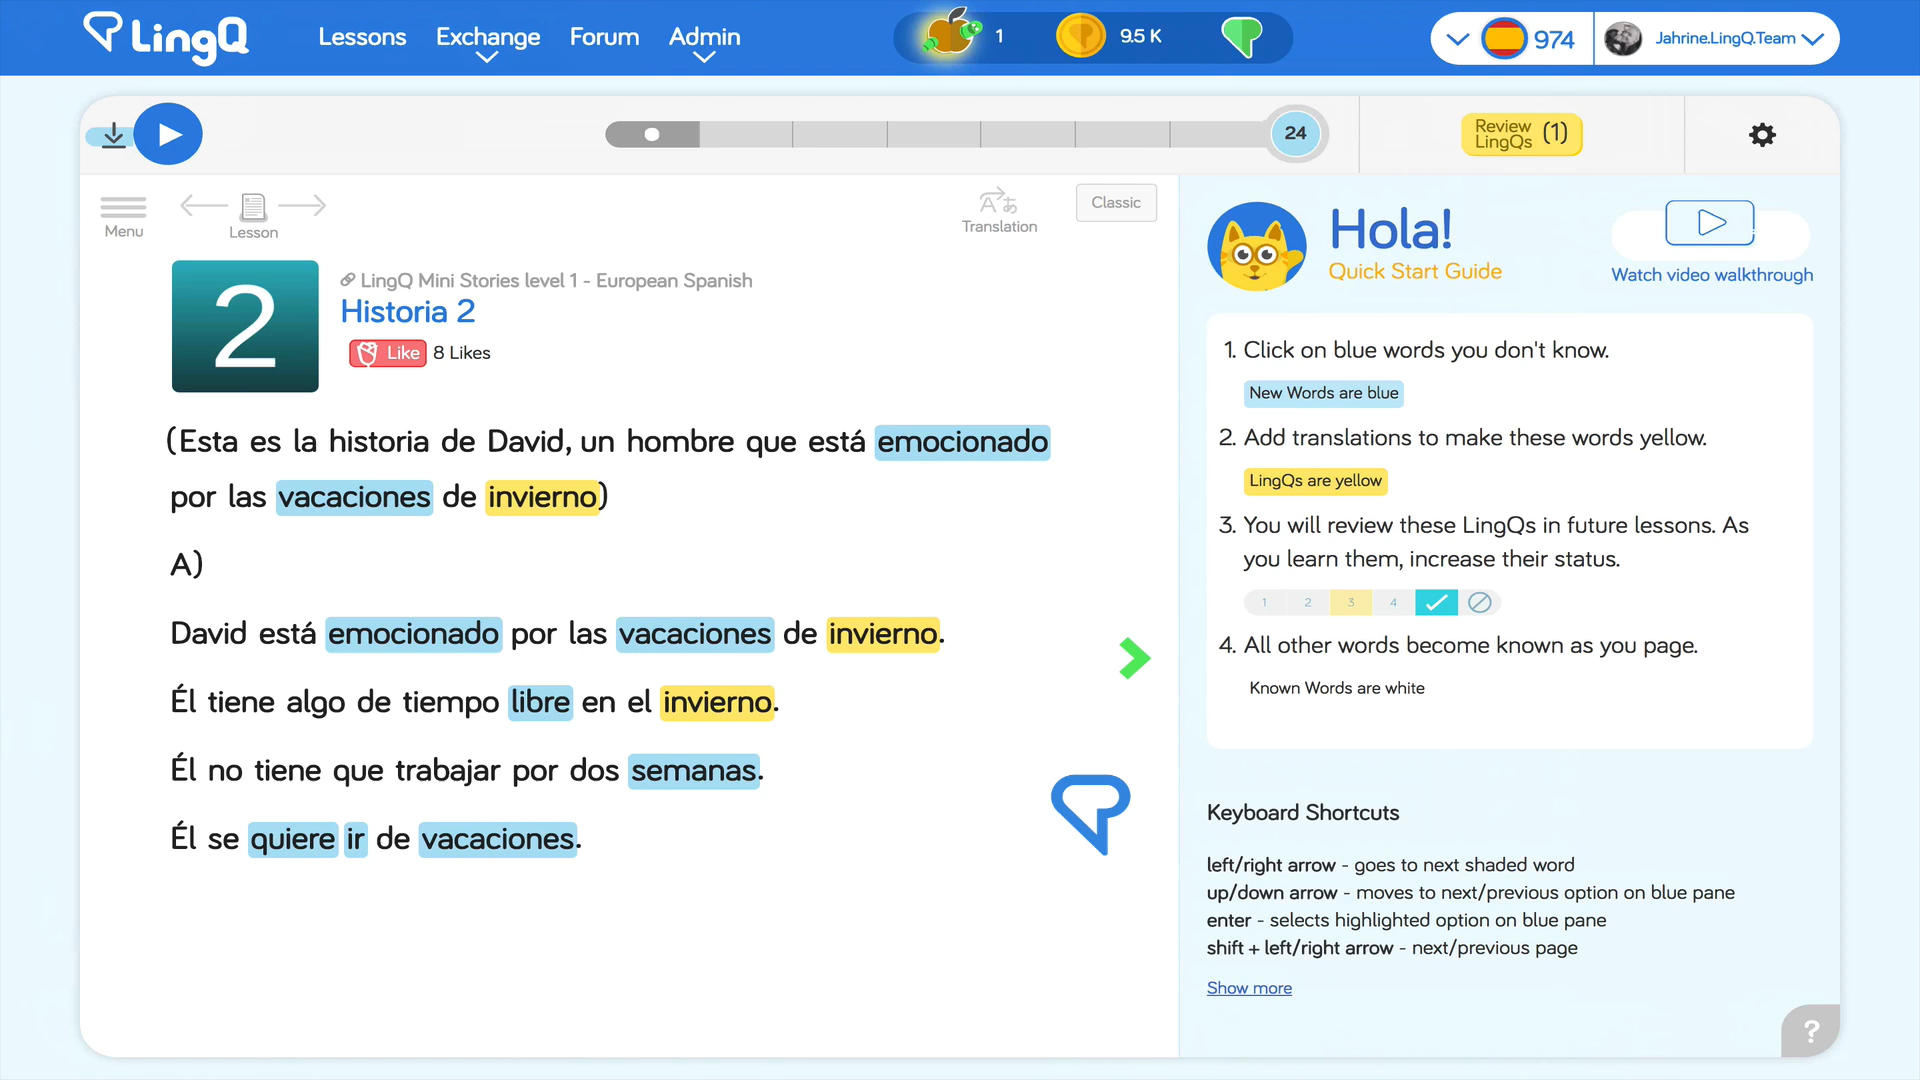 LingQ
Lessons Exchange Forum Admin
1 9.5 K
974 Jahrine.LingQ.Team
24
Review LingQs (1)
Menu
Lesson
Translation
Classic
2
LingQ Mini Stories level 1 - European Spanish
Historia 2
Like 8 Likes
(Esta es la historia de David, un hombre que está emocionado
por las vacaciones de invierno)
A)
David está emocionado por las vacaciones de invierno.
Él tiene algo de tiempo libre en el invierno.
Él no tiene que trabajar por dos semanas.
Él se quiere ir de vacaciones.
Hola!
Quick Start Guide
Watch video walkthrough
1. Click on blue words you don't know.
New Words are blue
2. Add translations to make these words yellow.
LingQs are yellow
3. You will review these LingQs in future lessons. As
you learn them, increase their status.
1 2 3 4
4. All other words become known as you page.
Known Words are white
Keyboard Shortcuts
left/right arrow - goes to next shaded word
up/down arrow - moves to next/previous option on blue pane
enter - selects highlighted option on blue pane
shift + left/right arrow - next/previous page
Show more
?